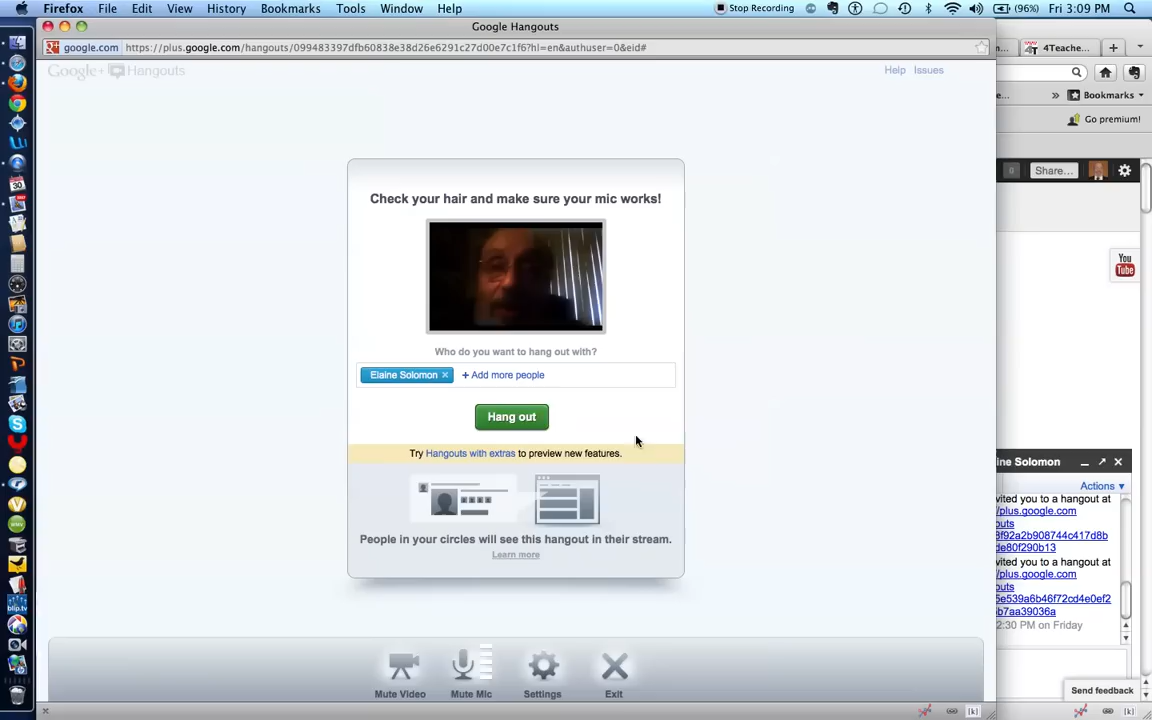 Firefox File Edit View History Bookmarks Tools Window Help Stop Recording (96%) Fri 3:09 PM
Google Hangouts
google.com https://plus.google.com/hangouts/099483397dfb60838e38d26e6291c27d00e7c1f6?hl=en&authuser=0&eid#
4Teache
Google+ Hangouts
Help Issues
Bookmarks
Go premium!
Share...
Check your hair and make sure your mic works!
You
Tube
Who do you want to hang out with?
Elaine Solomon × + Add more people
Hang out
Try Hangouts with extras to preview new features.
People in your circles will see this hangout in their stream.
Learn more
ine Solomon
Actions
vited you to a hangout at
/plus.google.com
outs
8f92a2b908744c417d8b
de80f290b13
vited you to a hangout at
/plus.google.com
outs
5e539a6b46f72cd4e0ef2
b7aa39036a
2:30 PM on Friday
Mute Video Mute Mic Settings Exit
Send feedback